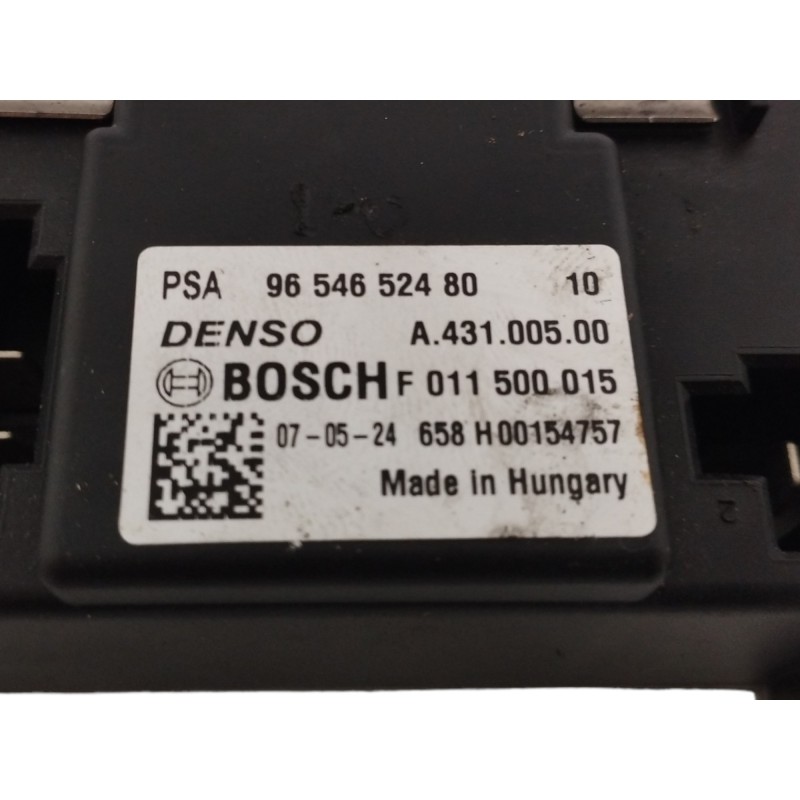 PSA 96 546 524 80 10
DENSO A.431.005.00
BOSCH F 011 500 015
07-05-24 658 H00154757
Made in Hungary
2